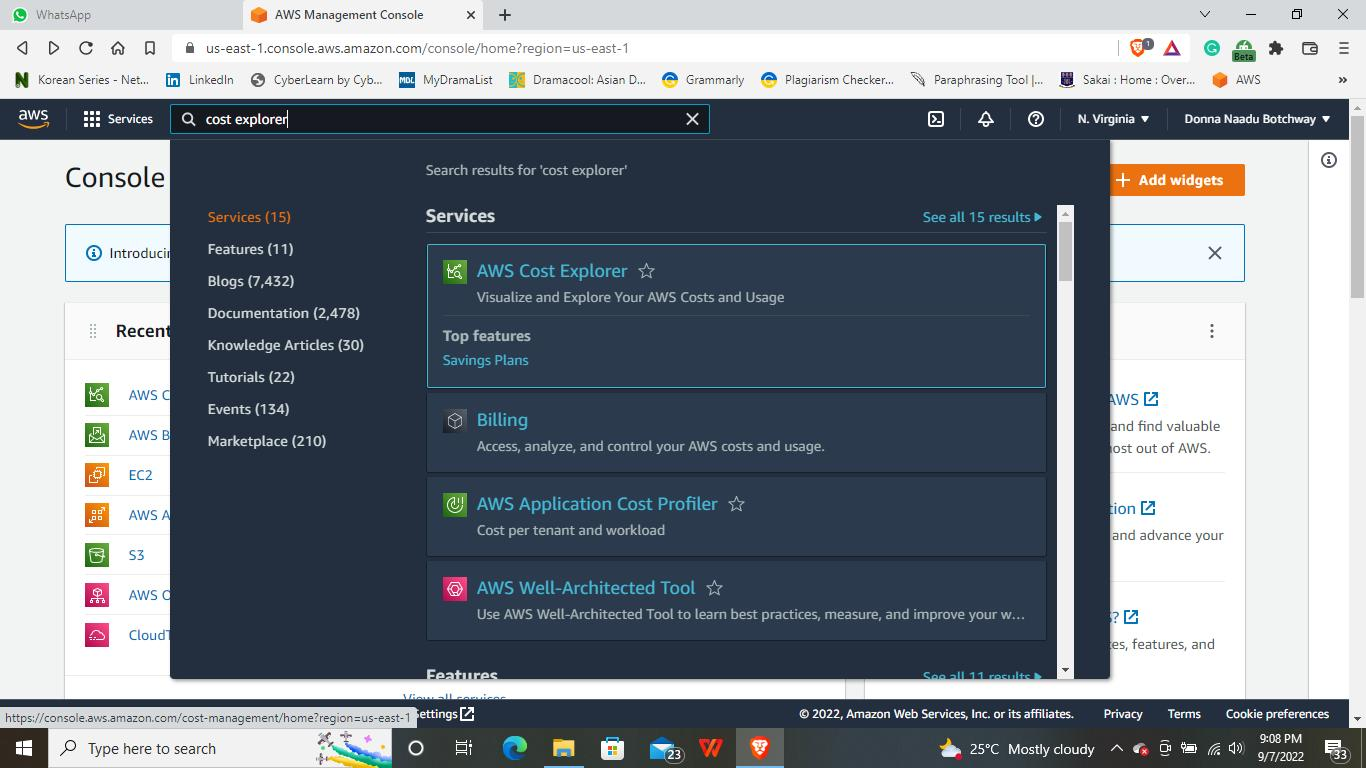 WhatsApp
AWS Management Console
us-east-1.console.aws.amazon.com/console/home?region=us-east-1
1
Beta
Korean Series - Net...
LinkedIn
CyberLearn by Cyb...
MDL MyDramaList
Dramacool: Asian D...
Grammarly
Plagiarism Checker...
Paraphrasing Tool |...
Sakai : Home : Over...
AWS
aws
Services
cost explorer
N. Virginia
Donna Naadu Botchway
Console
Add widgets
Search results for 'cost explorer'
Services (15)
Features (11)
Blogs (7,432)
Documentation (2,478)
Knowledge Articles (30)
Tutorials (22)
Events (134)
Marketplace (210)
Services
See all 15 results
AWS Cost Explorer
Visualize and Explore Your AWS Costs and Usage
Top features
Savings Plans
Billing
Access, analyze, and control your AWS costs and usage.
AWS Application Cost Profiler
Cost per tenant and workload
AWS Well-Architected Tool
Use AWS Well-Architected Tool to learn best practices, measure, and improve your w...
Features
See all 11 results
Introducin
Recent
AWS C
AWS B
EC2
AWS A
S3
AWS O
CloudT
View all services
AWS
and find valuable
ost out of AWS.
tion
and advance your
S?
es, features, and
https://console.aws.amazon.com/cost-management/home?region=us-east-1
ettings
© 2022, Amazon Web Services, Inc. or its affiliates.
Privacy
Terms
Cookie preferences
Type here to search
23
25°C Mostly cloudy
9:08 PM
9/7/2022
33